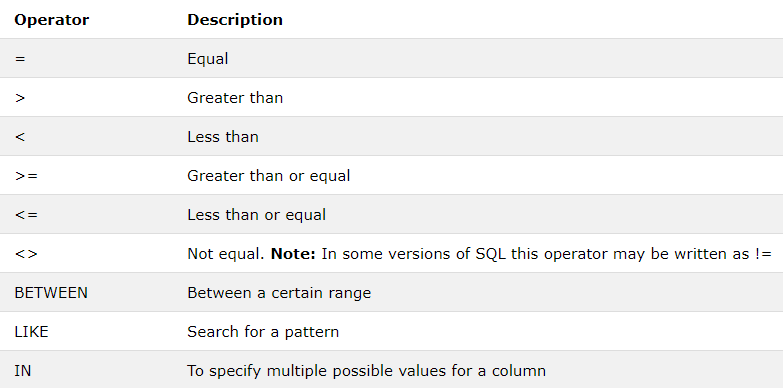 Operator Description
= Equal
> Greater than
< Less than
>= Greater than or equal
<= Less than or equal
<> Not equal. Note: In some versions of SQL this operator may be written as !=
BETWEEN Between a certain range
LIKE Search for a pattern
IN To specify multiple possible values for a column